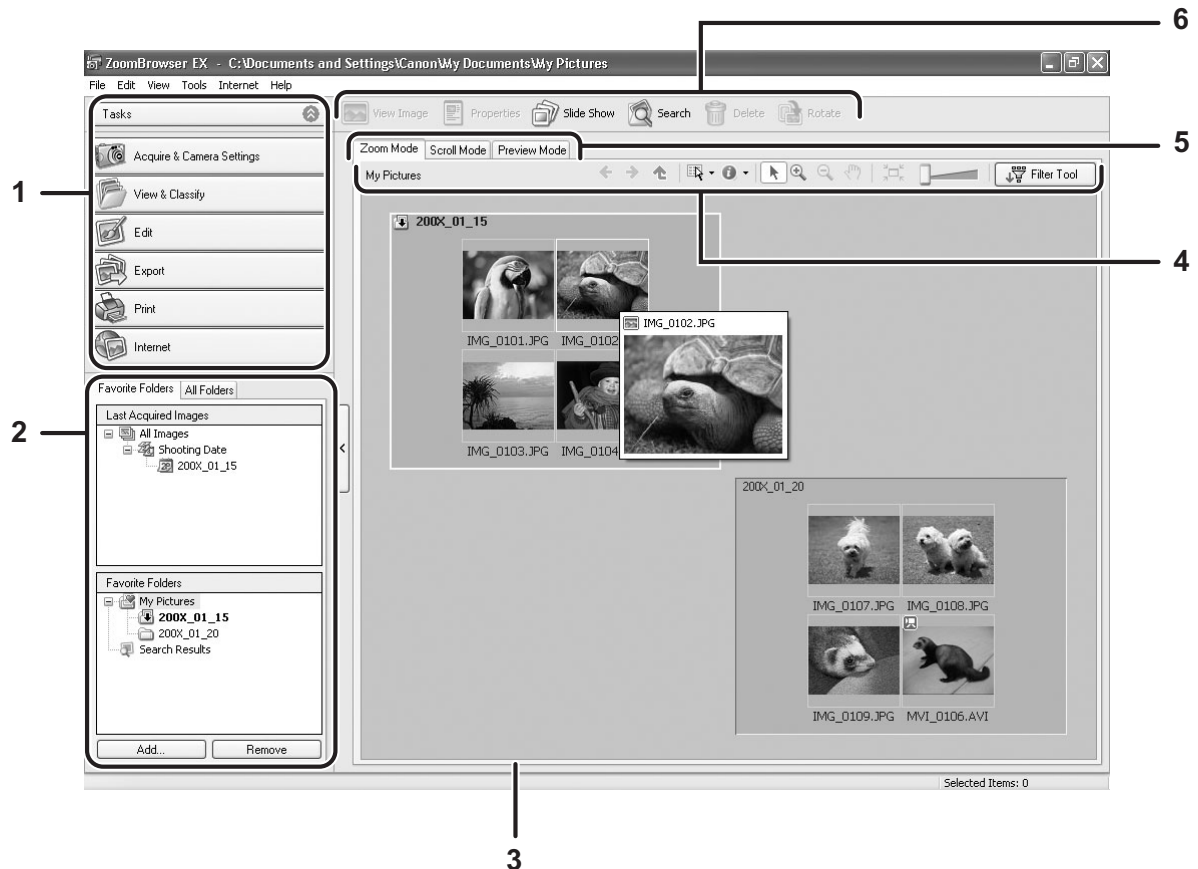 6
ZoomBrowser EX - C:\Documents and Settings\Canon\My Documents\My Pictures
File Edit View Tools Internet Help
Tasks
View Image Properties Slide Show Search Delete Rotate
5
Zoom Mode Scroll Mode Preview Mode
My Pictures
Filter Tool
1
Acquire & Camera Settings
View & Classify
Edit
Export
Print
Internet
4
200X_01_15
IMG_0101.JPG IMG_0102
IMG_0102.JPG
IMG_0103.JPG IMG_0104
2
Favorite Folders All Folders
Last Acquired Images
All Images
Shooting Date
200X_01_15
Favorite Folders
My Pictures
200X_01_15
200X_01_20
Search Results
Add... Remove
200X_01_20
IMG_0107.JPG IMG_0108.JPG
IMG_0109.JPG MVI_0106.AVI
Selected Items: 0
3